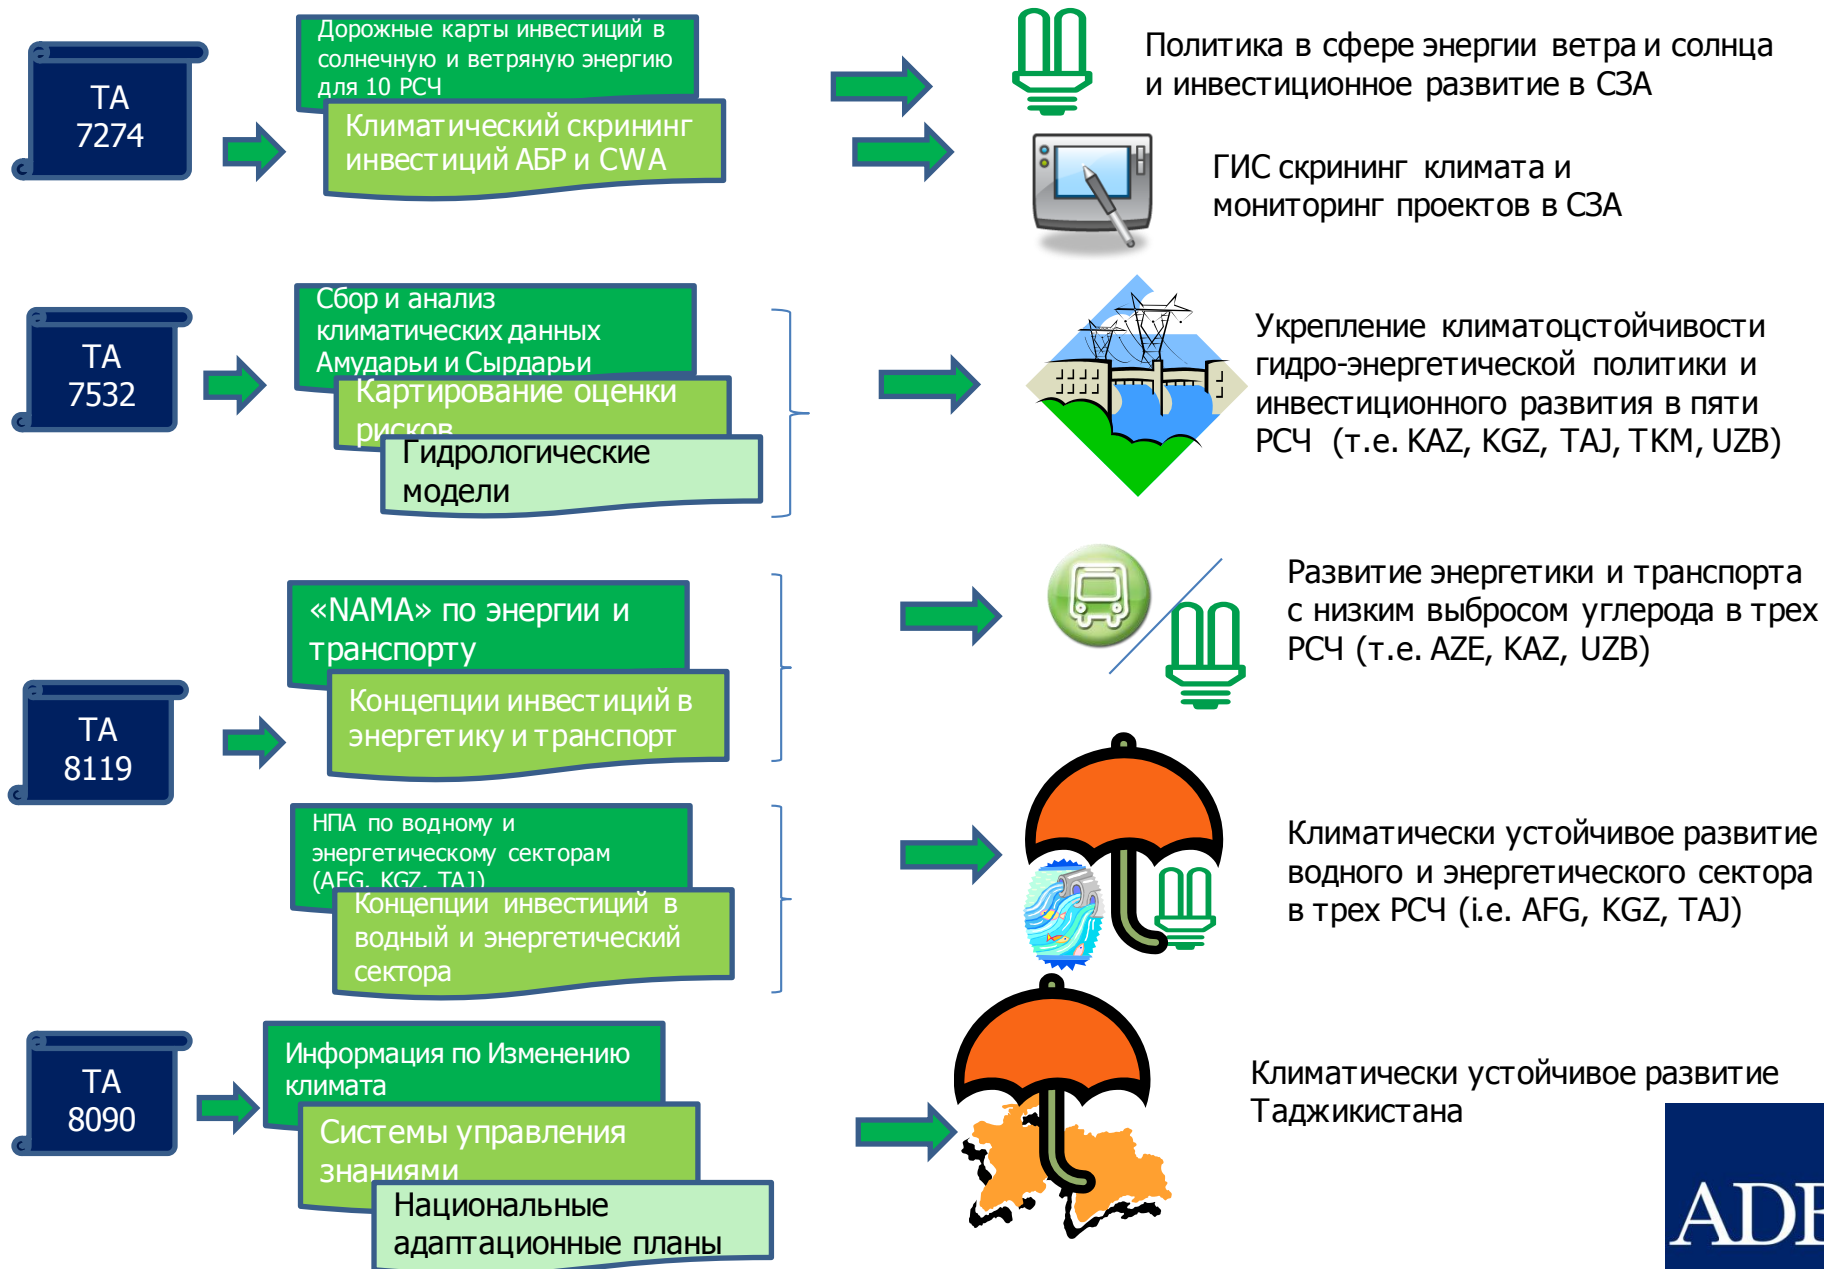 ТА
7274
Дорожные карты инвестиций в
солнечную и ветряную энергию
для 10 РСЧ
Климатический скрининг
инвестиций АБР и CWA
Политика в сфере энергии ветра и солнца
и инвестиционное развитие в СЗА
ГИС скрининг климата и
мониторинг проектов в СЗА
ТА
7532
Сбор и анализ
климатических данных
Амударьи и Сырдарьи
Картирование оценки
рисков
Гидрологические
модели
Укрепление климатоцстойчивости
гидро-энергетической политики и
инвестиционного развития в пяти
РСЧ (т.е. KAZ, KGZ, TAJ, TKM, UZB)
ТА
8119
«NAMA» по энергии и
транспорту
Концепции инвестиций в
энергетику и транспорт
Развитие энергетики и транспорта
с низким выбросом углерода в трех
РСЧ (т.е. AZE, KAZ, UZB)
НПА по водному и
энергетическому секторам
(AFG, KGZ, TAJ)
Концепции инвестиций в
водный и энергетический
сектора
Климатически устойчивое развитие
водного и энергетического сектора
в трех РСЧ (i.e. AFG, KGZ, TAJ)
ТА
8090
Информация по Изменению
климата
Системы управления
знаниями
Национальные
адаптационные планы
Климатически устойчивое развитие
Таджикистана
ADB